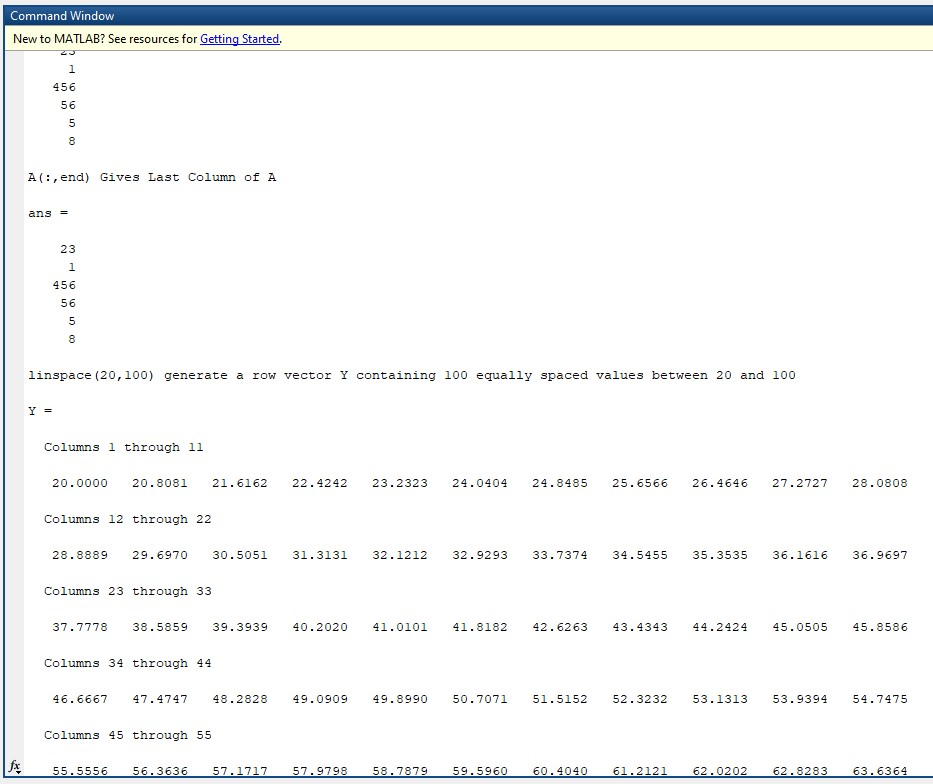 Command Window
New to MATLAB? See resources for Getting Started.
23
1
456
56
5
8
A(:,end) Gives Last Column of A
ans =
23
1
456
56
5
8
linspace(20,100) generate a row vector Y containing 100 equally spaced values between 20 and 100
Y =
Columns 1 through 11
20.0000 20.8081 21.6162 22.4242 23.2323 24.0404 24.8485 25.6566 26.4646 27.2727 28.0808
Columns 12 through 22
28.8889 29.6970 30.5051 31.3131 32.1212 32.9293 33.7374 34.5455 35.3535 36.1616 36.9697
Columns 23 through 33
37.7778 38.5859 39.3939 40.2020 41.0101 41.8182 42.6263 43.4343 44.2424 45.0505 45.8586
Columns 34 through 44
46.6667 47.4747 48.2828 49.0909 49.8990 50.7071 51.5152 52.3232 53.1313 53.9394 54.7475
Columns 45 through 55
fx 55.5556 56.3636 57.1717 57.9798 58.7879 59.5960 60.4040 61.2121 62.0202 62.8283 63.6364